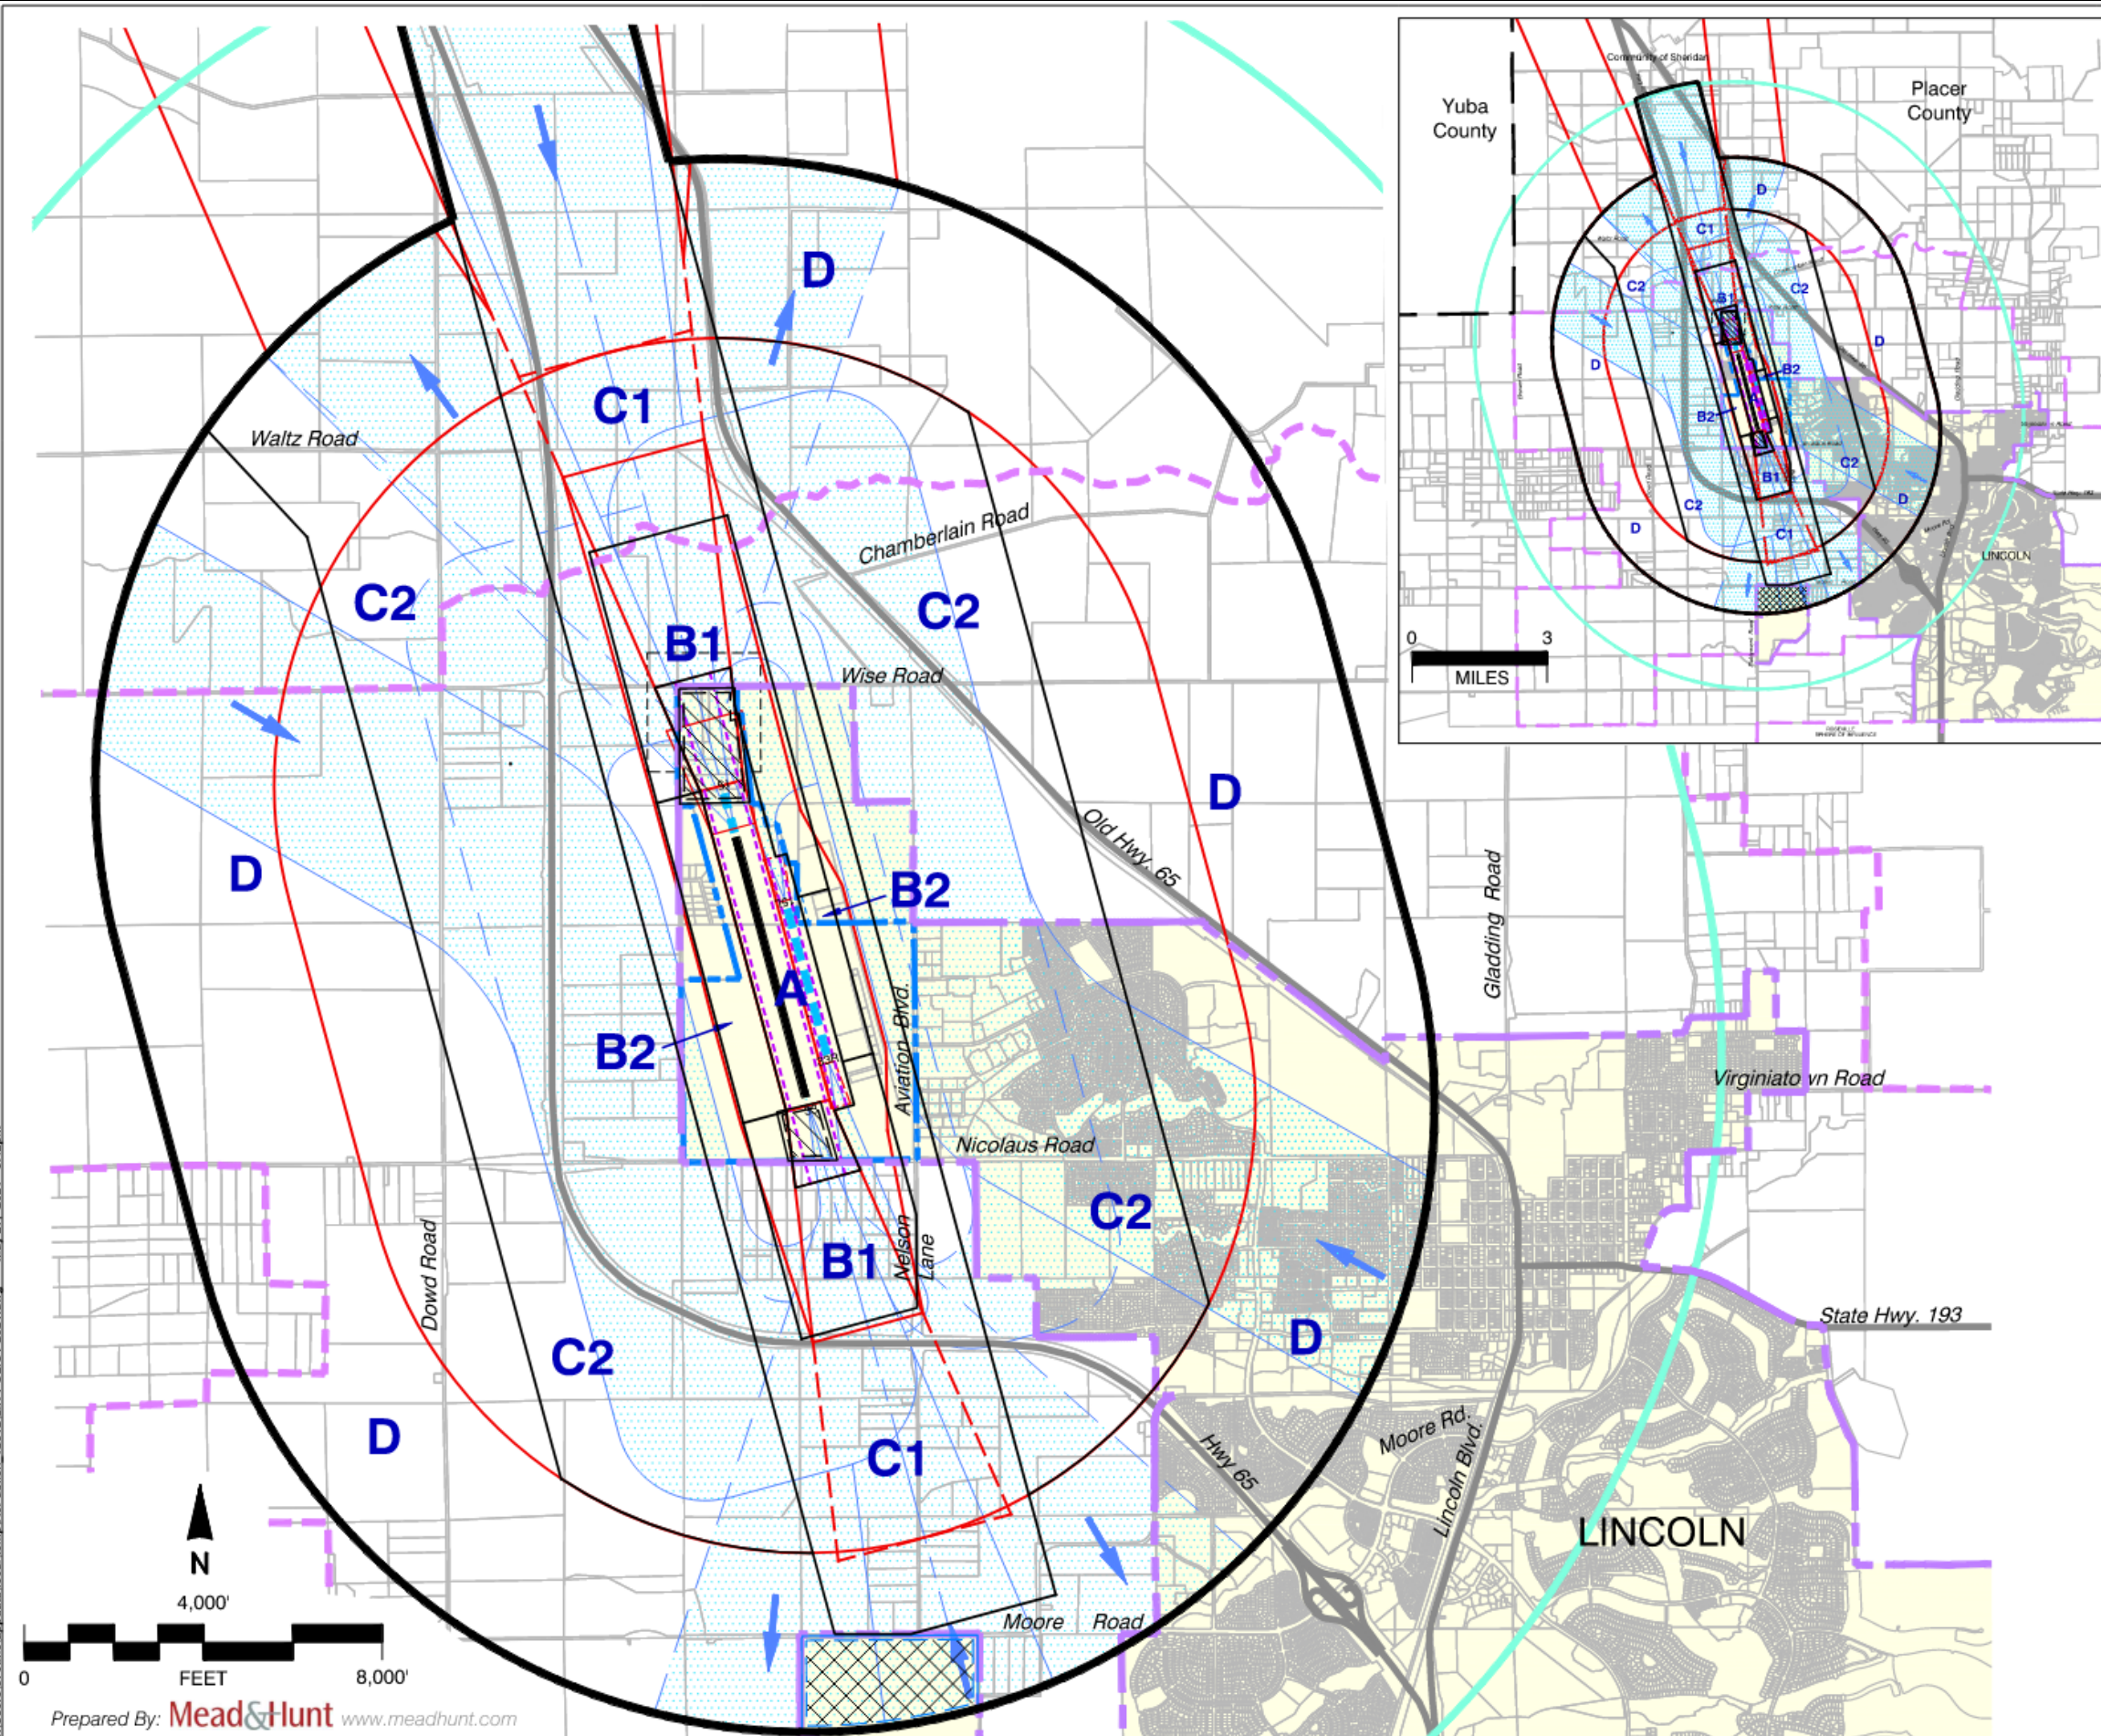 D
C1
Waltz Road
C2
Chamberlain Road
C2
B1
Wise Road
D
D
Old Hwy. 65
B2
A
B2
Aviation Blvd.
Gladding Road
Virginiatown Road
Nicolaus Road
C2
Nelson
Lane
B1
Dowd Road
C2
D
State Hwy. 193
D
C1
Moore Rd.
Hwy 65
Lincoln Blvd.
LINCOLN
Moore Road
N
4,000'
0
FEET
8,000'
Prepared By: Mead&Hunt www.meadhunt.com
Community of Sheridan
Yuba
County
Placer
County
D
C1
C2
C2
B1
D
D
B2
B2
C2
B1
D
C2
D
C1
LINCOLN
0
3
MILES